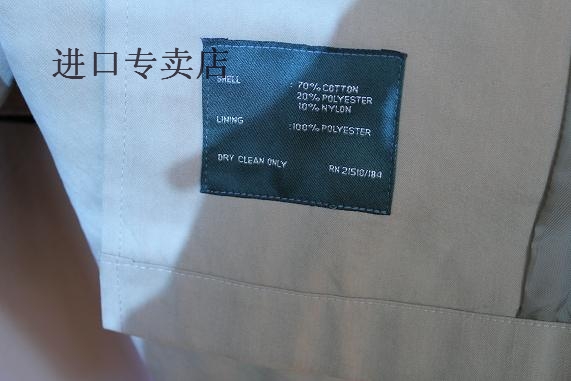 进口专卖店
SHELL : 70% COTTON
20% POLYESTER
10% NYLON
LINING :100% POLYESTER
DRY CLEAN ONLY RN 21510/184